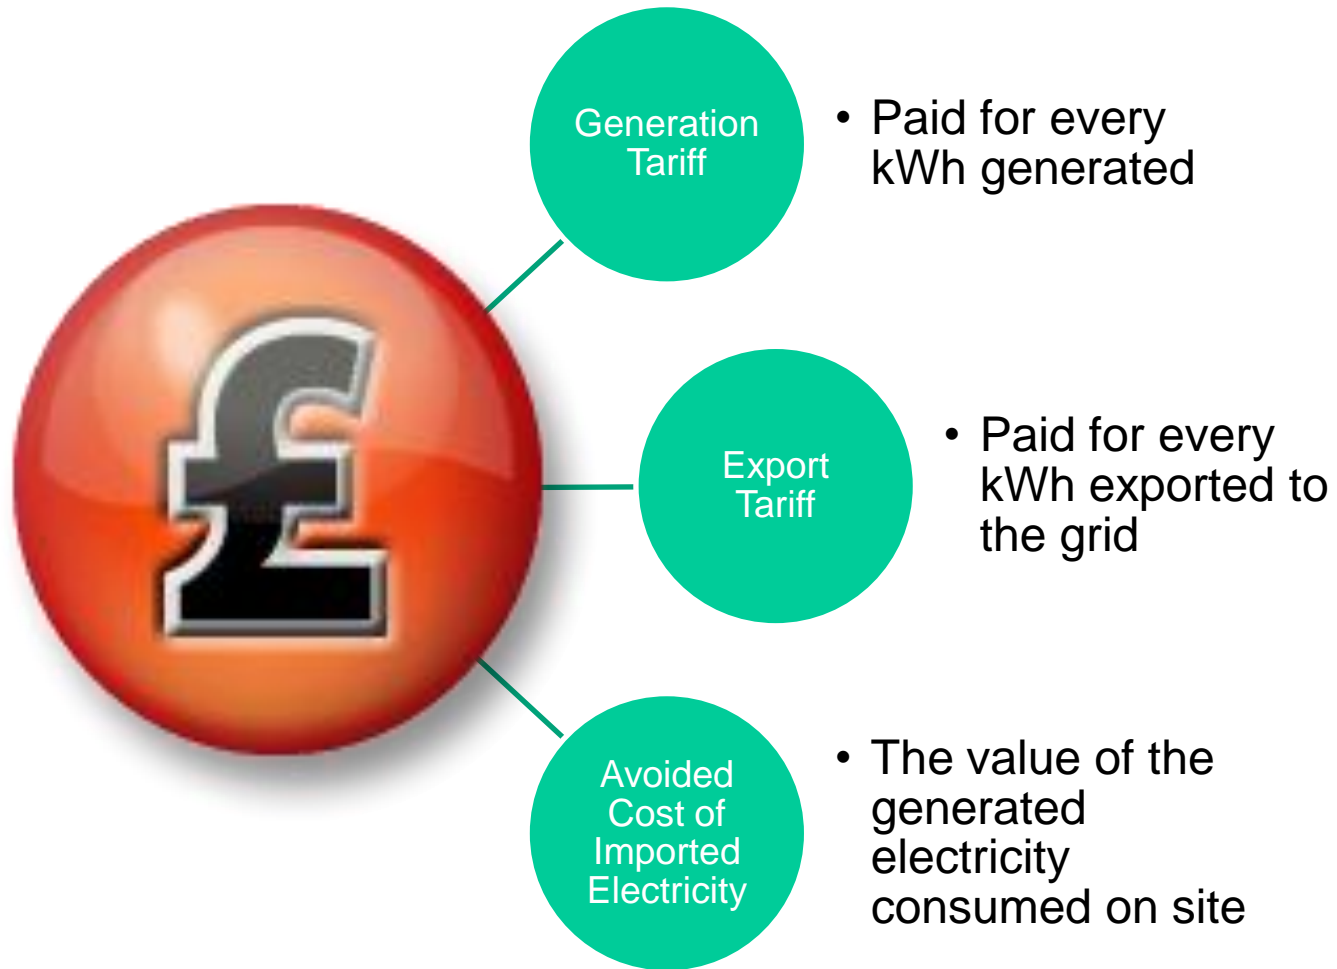 £
Generation
Tariff
• Paid for every
kWh generated
Export
Tariff
• Paid for every
kWh exported to
the grid
Avoided
Cost of
Imported
Electricity
• The value of the
generated
electricity
consumed on site